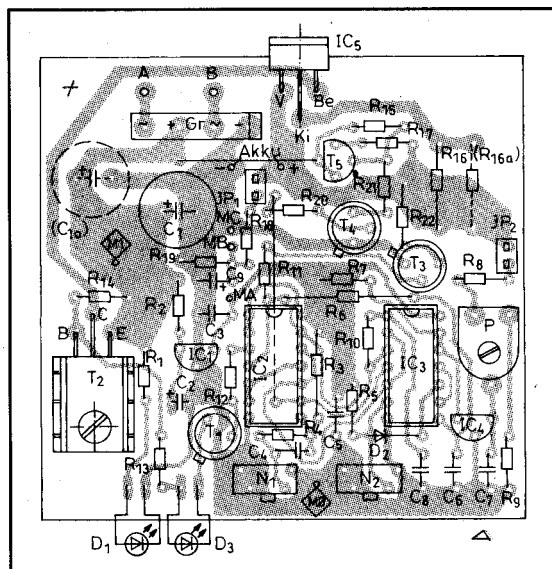 IC5
A B
V Be
+
Ki
R15
R17
~ + Gr - ~
Akku
- +
T5
R16 (R16a)
JP1
R21
R20
R22
JP2
(C1a)
C1
MC
R18
T4
MB
R19
C9
R11
R7
T3
R8
R14
MA
R6
B C E
R2
C3
R10
P
T2
R1
IC1
IC2
R3
IC3
C2
R12
R5
IC4
R4
C5
R13
C4
D2
N1
N2
C8 C6 C7 R9
D1 D3